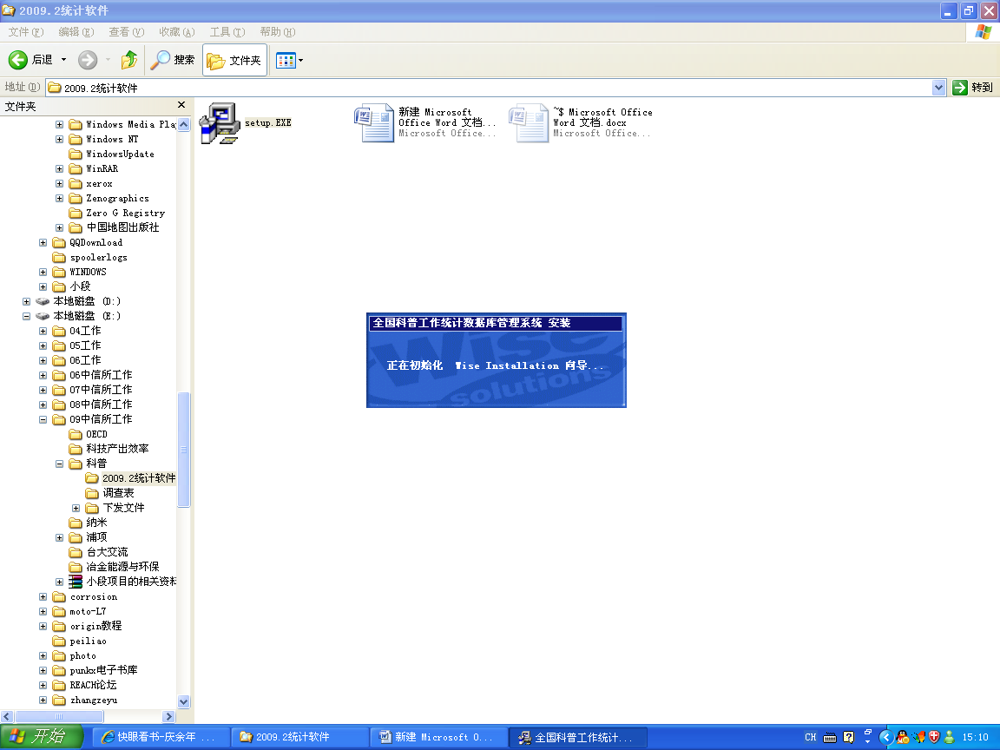 2009.2统计软件
文件(F) 编辑(E) 查看(V) 收藏(A) 工具(T) 帮助(H)
后退 搜索 文件夹
地址(D) 2009.2统计软件 转到
文件夹
Windows Media Pla
Windows NT
WindowsUpdate
WinRAR
xerox
Zenographics
Zero G Registry
中国地图出版社
QQDownload
spoolerlogs
WINDOWS
小段
本地磁盘 (D:)
本地磁盘 (E:)
04工作
05工作
06工作
06中信所工作
07中信所工作
08中信所工作
09中信所工作
OECD
科技产出效率
科普
2009.2统计软件
调查表
下发文件
纳米
浦项
台大交流
冶金能源与环保
小段项目的相关资料
corrosion
moto-L7
origin教程
peiliao
photo
punkx电子书库
REACH论坛
zhangzeyu
setup.EXE
新建 Microsoft
Office Word 文档...
Microsoft Office...
~$ Microsoft Office
Word 文档.docx
Microsoft Office...
全国科普工作统计数据库管理系统 安装
正在初始化 Wise Installation 向导...
Wise
solutions
开始 快眼看书-庆余年 ... 2009.2统计软件 新建 Microsoft O... 全国科普工作统计... CH 15:10